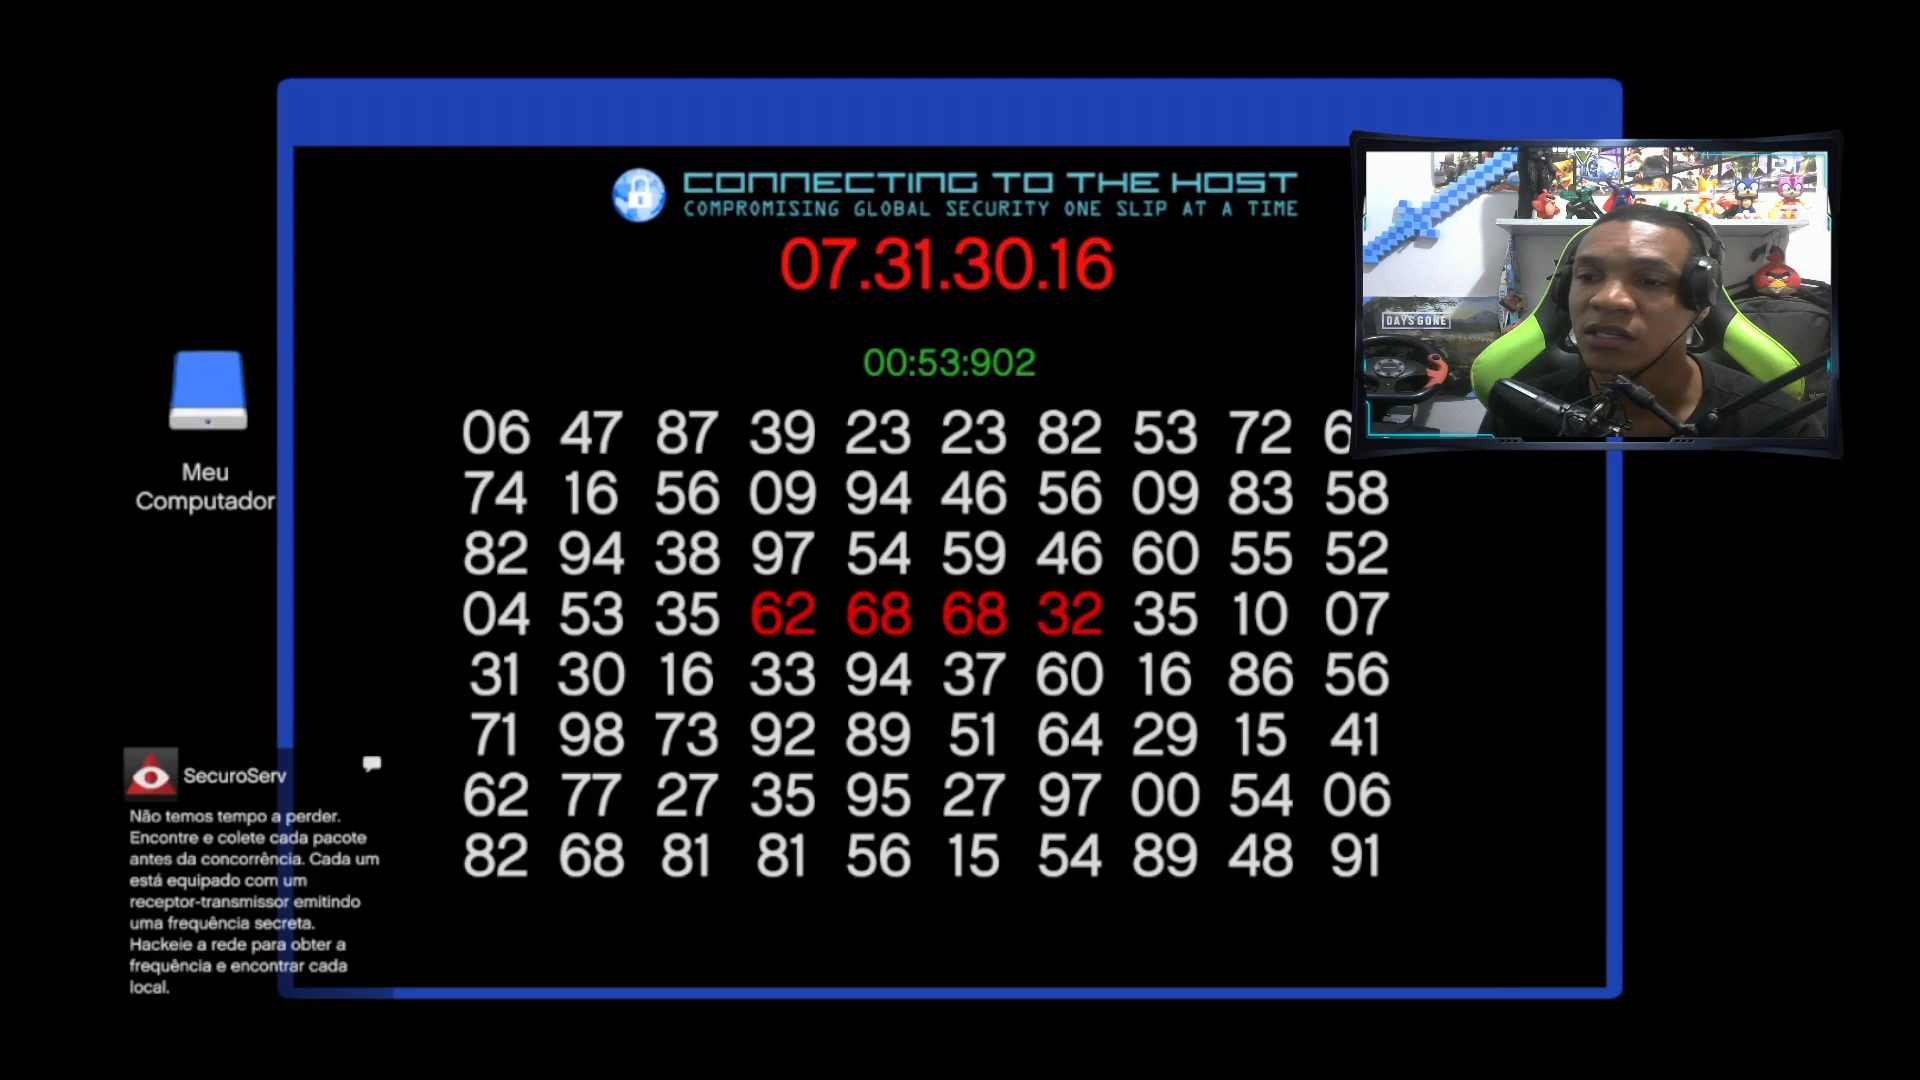 CONNECTING TO THE HOST
COMPROMISING GLOBAL SECURITY ONE SLIP AT A TIME
07.31.30.16
00:53:902
06 47 87 39 23 23 82 53 72
74 16 56 09 94 46 56 09 83 58
82 94 38 97 54 59 46 60 55 52
04 53 35 62 68 68 32 35 10 07
31 30 16 33 94 37 60 16 86 56
71 98 73 92 89 51 64 29 15 41
62 77 27 35 95 27 97 00 54 06
82 68 81 81 56 15 54 89 48 91
Meu
Computador
SecuroServ
Não temos tempo a perder.
Encontre e colete cada pacote
antes da concorrência. Cada um
está equipado com um
receptor-transmissor emitindo
uma frequência secreta.
Hackeie a rede para obter a
frequência e encontrar cada
local.
DAYS GONE